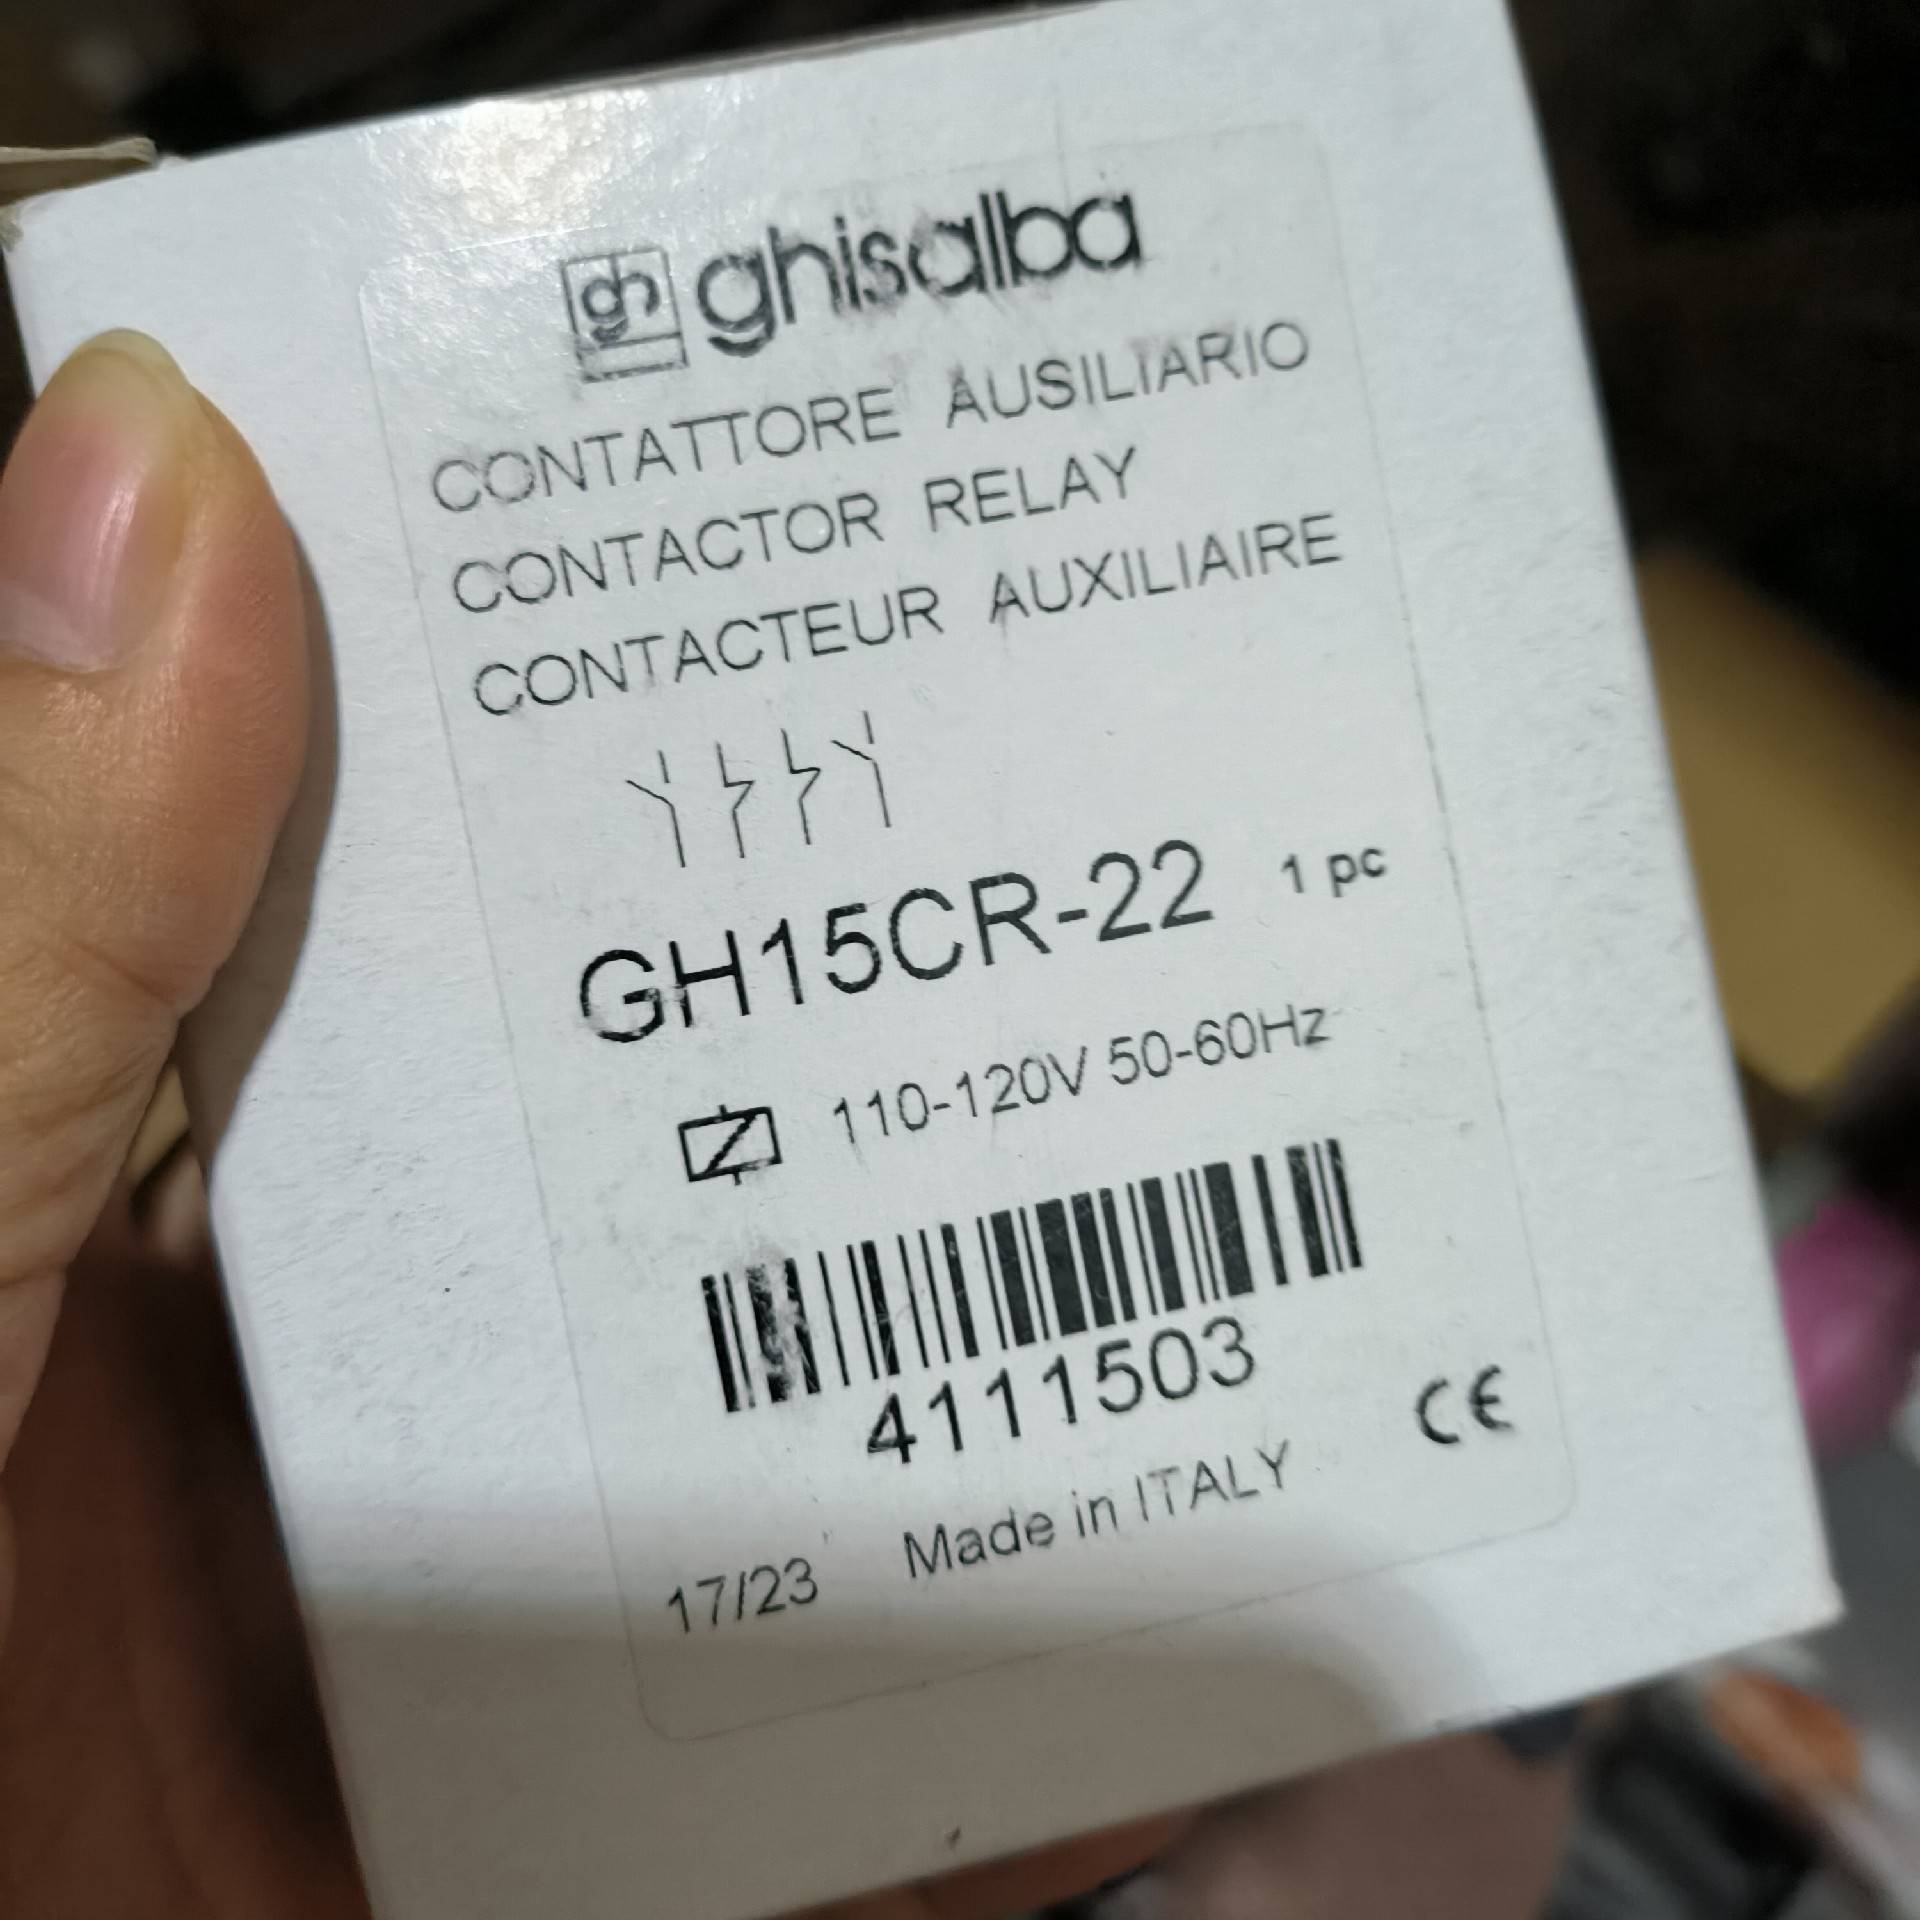 gh ghisalba
CONTATTORE AUSILIARIO
CONTACTOR RELAY
CONTACTEUR AUXILIAIRE
GH15CR-22 1 pc
110-120V 50-60Hz
4111503
CE
17/23 Made in ITALY